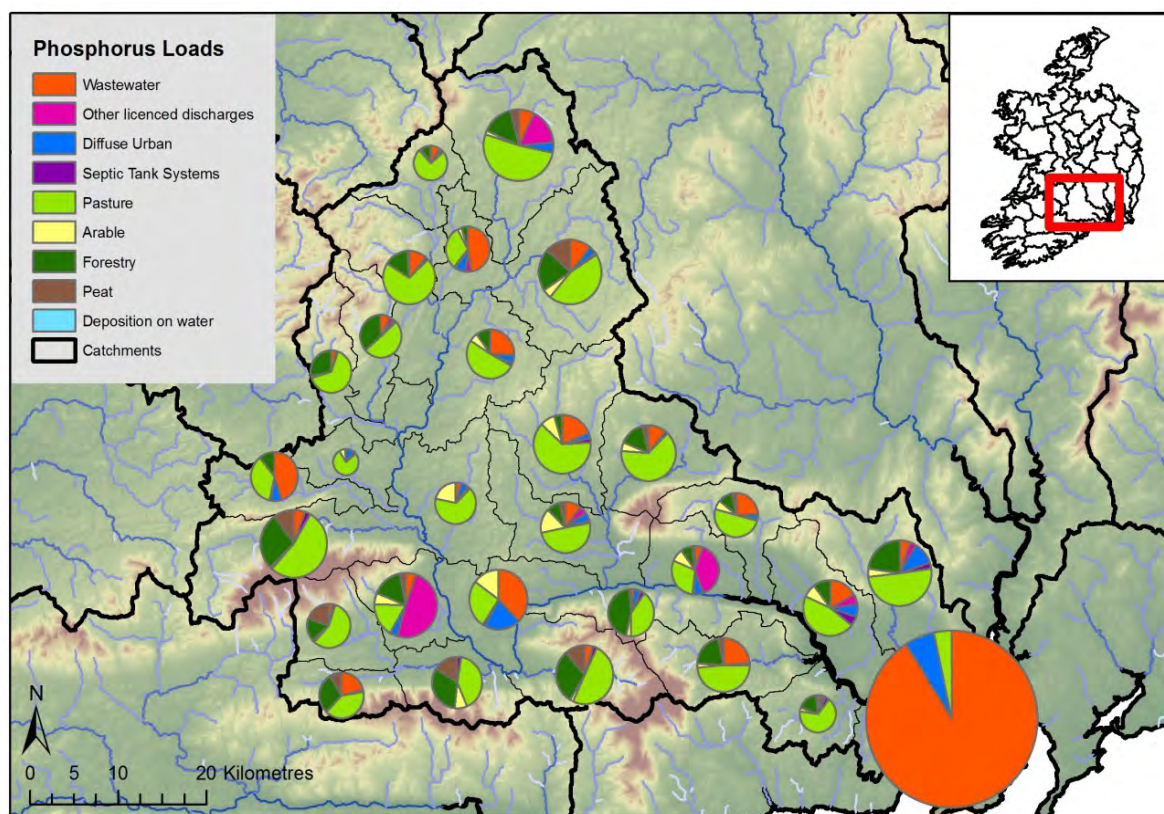 Phosphorus Loads
Wastewater
Other licenced discharges
Diffuse Urban
Septic Tank Systems
Pasture
Arable
Forestry
Peat
Deposition on water
Catchments
N
0 5 10 20 Kilometres